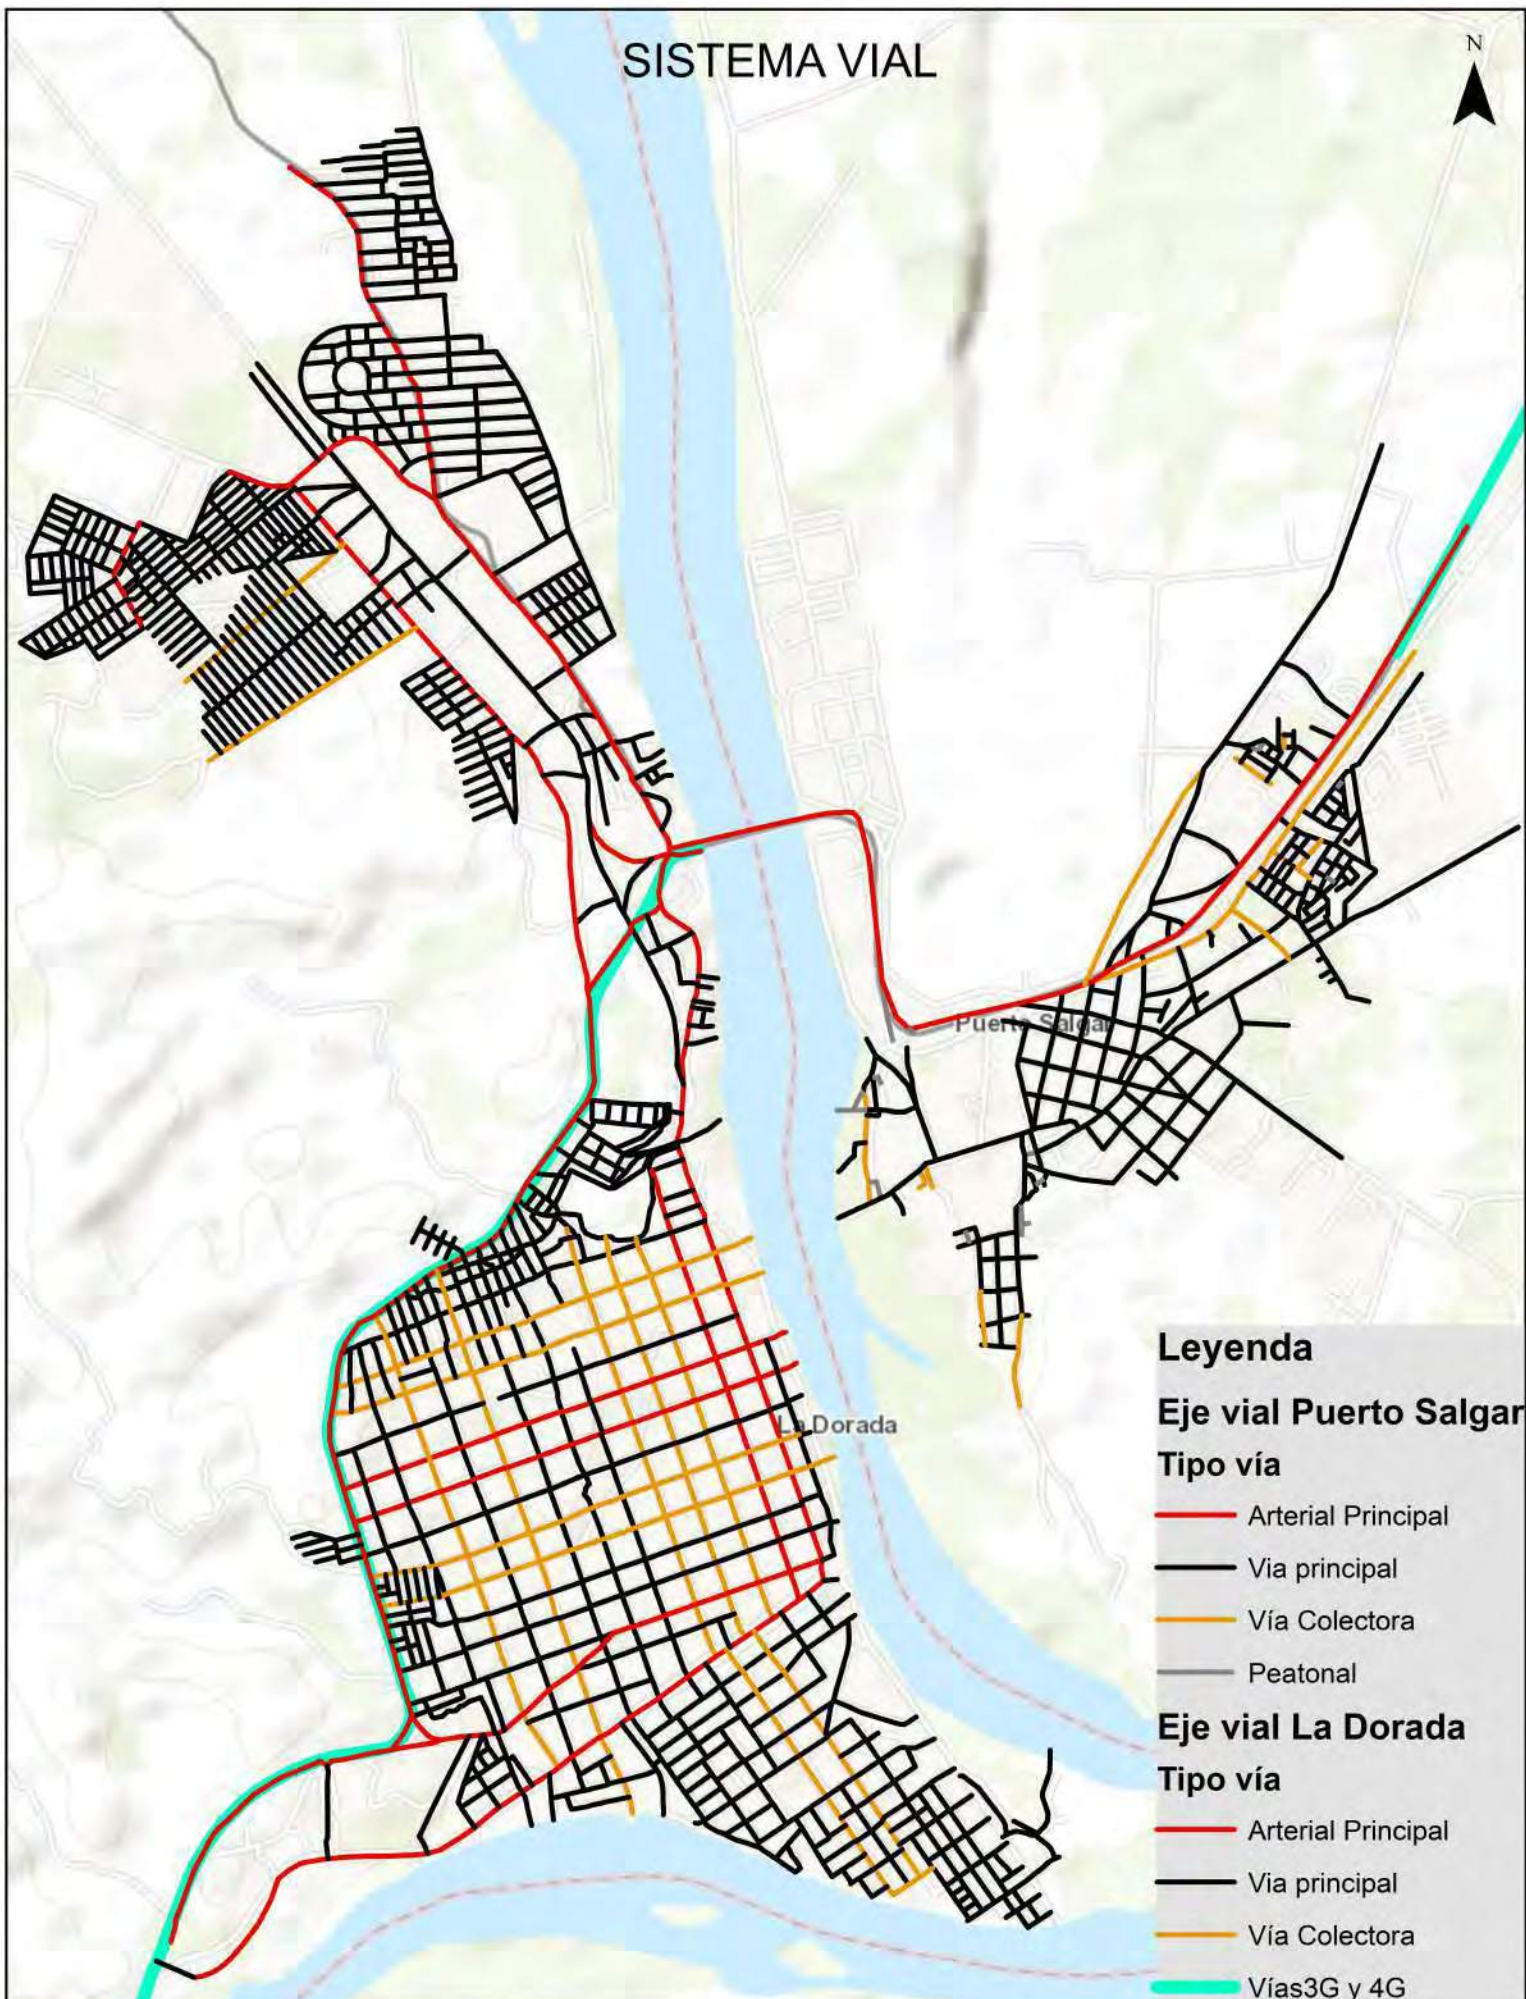 SISTEMA VIAL
N
Puerto Salgar
La Dorada
Leyenda
Eje vial Puerto Salgar
Tipo vía
Arterial Principal
Via principal
Vía Colectora
Peatonal
Eje vial La Dorada
Tipo vía
Arterial Principal
Via principal
Vía Colectora
Vías3G y 4G